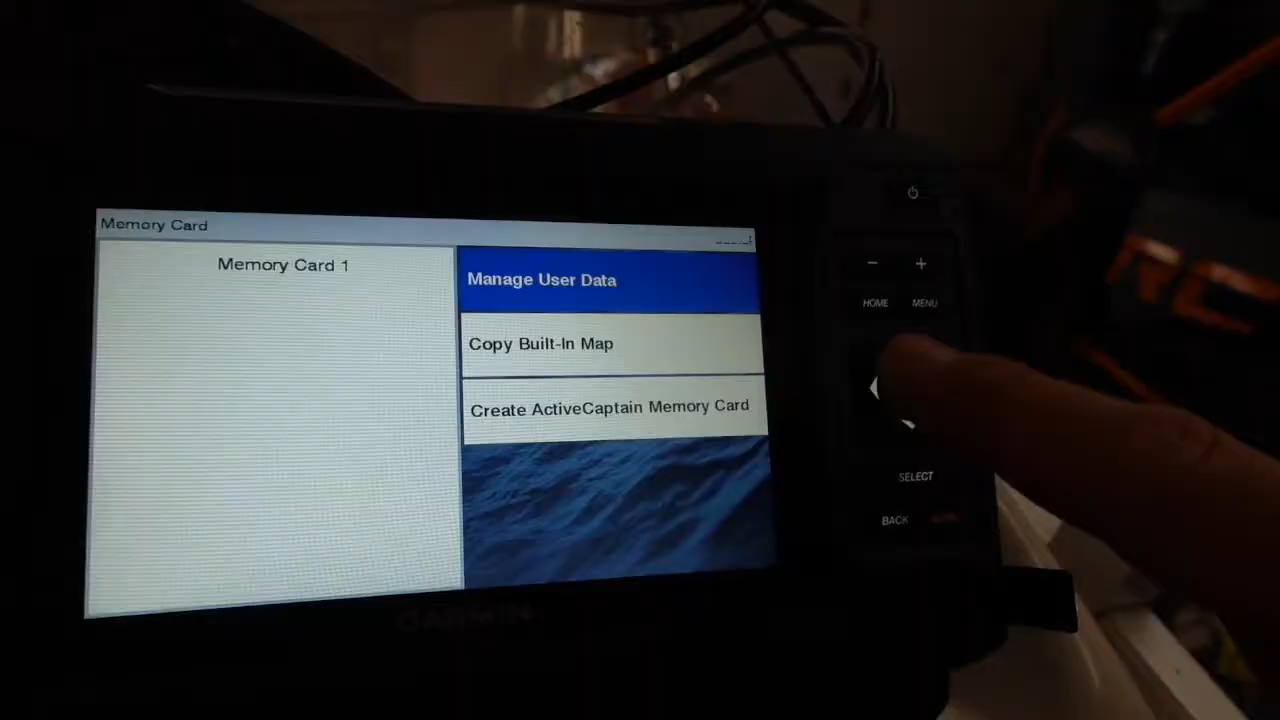 Memory Card
Memory Card 1
Manage User Data
Copy Built-In Map
Create ActiveCaptain Memory Card
− +
HOME MENU
SELECT
BACK
GARMIN